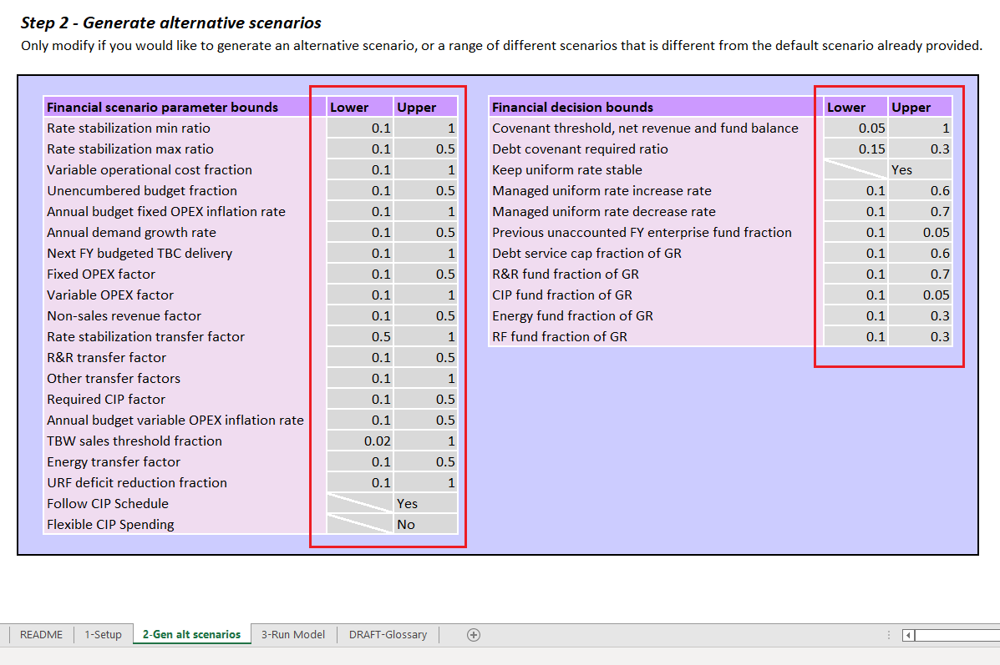 Step 2 - Generate alternative scenarios
Only modify if you would like to generate an alternative scenario, or a range of different scenarios that is different from the default scenario already provided.
Financial scenario parameter bounds Lower Upper
Rate stabilization min ratio 0.1 1
Rate stabilization max ratio 0.1 0.5
Variable operational cost fraction 0.1 1
Unencumbered budget fraction 0.1 0.5
Annual budget fixed OPEX inflation rate 0.1 1
Annual demand growth rate 0.1 0.5
Next FY budgeted TBC delivery 0.1 1
Fixed OPEX factor 0.1 0.5
Variable OPEX factor 0.1 1
Non-sales revenue factor 0.1 0.5
Rate stabilization transfer factor 0.5 1
R&R transfer factor 0.1 0.5
Other transfer factors 0.1 1
Required CIP factor 0.1 0.5
Annual budget variable OPEX inflation rate 0.1 0.5
TBW sales threshold fraction 0.02 1
Energy transfer factor 0.1 0.5
URF deficit reduction fraction 0.1 1
Follow CIP Schedule Yes
Flexible CIP Spending No
Financial decision bounds Lower Upper
Covenant threshold, net revenue and fund balance 0.05 1
Debt covenant required ratio 0.15 0.3
Keep uniform rate stable Yes
Managed uniform rate increase rate 0.1 0.6
Managed uniform rate decrease rate 0.1 0.7
Previous unaccounted FY enterprise fund fraction 0.1 0.05
Debt service cap fraction of GR 0.1 0.6
R&R fund fraction of GR 0.1 0.7
CIP fund fraction of GR 0.1 0.05
Energy fund fraction of GR 0.1 0.3
RF fund fraction of GR 0.1 0.3
README 1-Setup 2-Gen alt scenarios 3-Run Model DRAFT-Glossary